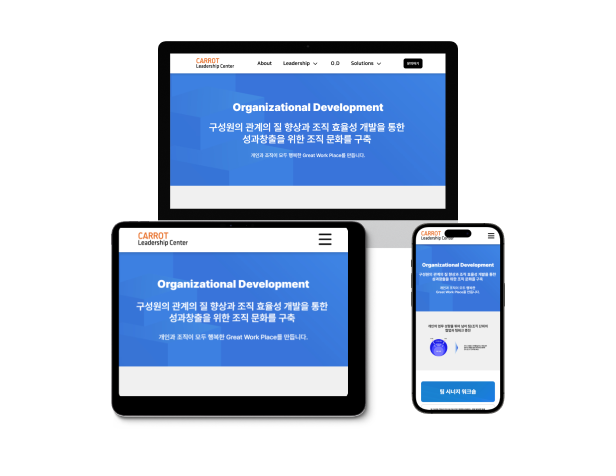 CARROT
Leadership Center
About
Leadership
O.D
Solutions
문의하기
Organizational Development
구성원의 관계의 질 향상과 조직 효율성 개발을 통한
성과창출을 위한 조직 문화를 구축
개인과 조직이 모두 행복한 Great Work Place를 만듭니다.
CARROT
Leadership Center
Organizational Development
구성원의 관계의 질 향상과 조직 효율성 개발을 통한
성과창출을 위한 조직 문화를 구축
개인과 조직이 모두 행복한 Great Work Place를 만듭니다.
CARROT
Leadership Center
Organizational Development
구성원의 관계의 질 향상과 조직 효율성 개발을 통한
성과창출을 위한 조직 문화를 구축
개인과 조직이 모두 행복한
Great Work Place를 만듭니다.
팀 시너지 워크숍